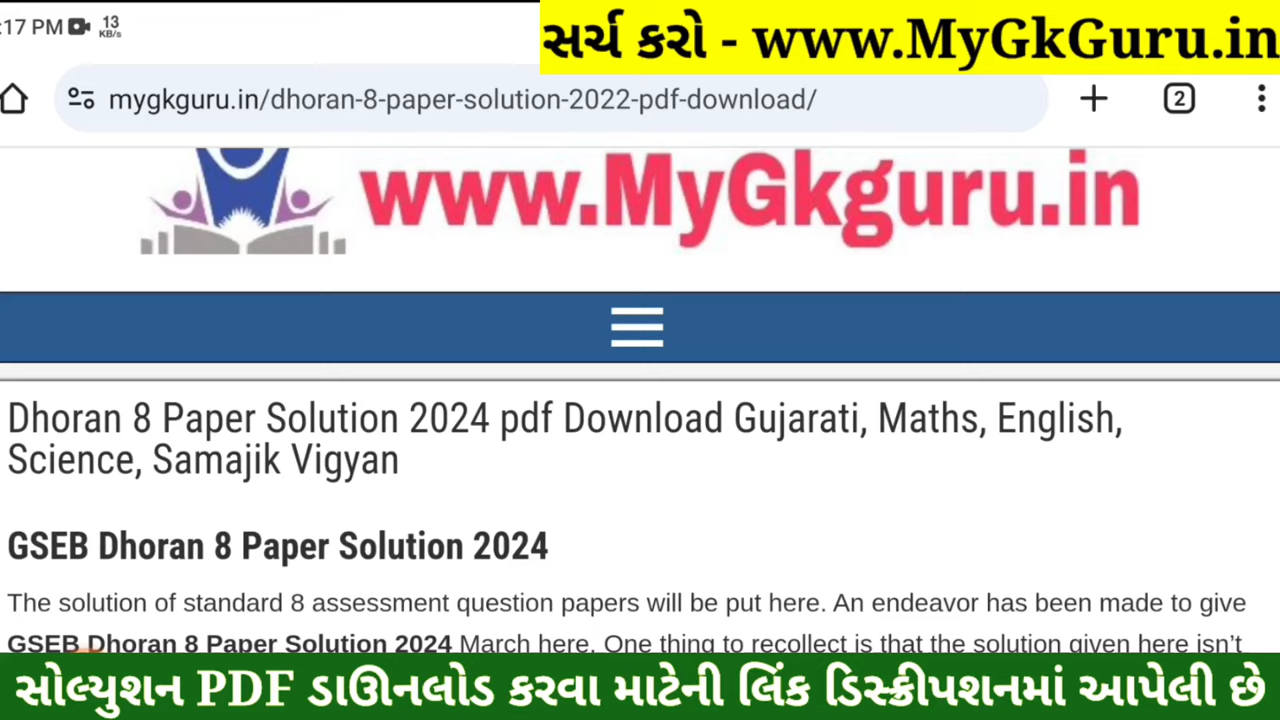 :17 PM 13 KB/s
સર્ચ કરો - www.MyGkGuru.in
mygkguru.in/dhoran-8-paper-solution-2022-pdf-download/
2
www.MyGkguru.in
Dhoran 8 Paper Solution 2024 pdf Download Gujarati, Maths, English,
Science, Samajik Vigyan
GSEB Dhoran 8 Paper Solution 2024
The solution of standard 8 assessment question papers will be put here. An endeavor has been made to give
GSEB Dhoran 8 Paper Solution 2024 March here. One thing to recollect is that the solution given here isn't
સોલ્યુશન PDF ડાઊનલોડ કરવા માટેની લિંક ડિસ્ક્રીપશનમાં આપેલી છે